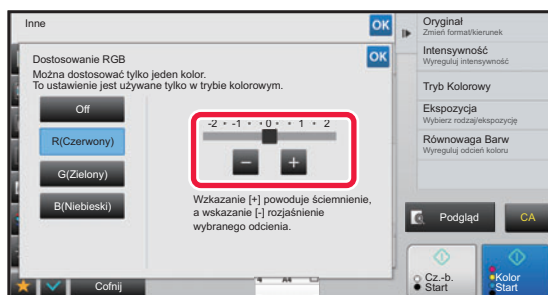 Inne
OK
Dostosowanie RGB
OK
Można dostosować tylko jeden kolor.
To ustawienie jest używane tylko w trybie kolorowym.
Off
R(Czerwony)
G(Zielony)
B(Niebieski)
-2 • -1 • • 0 • • 1 • 2
− +
Wzkazanie [+] powoduje ściemnienie,
a wskazanie [-] rozjaśnienie
wybranego odcienia.
Cofnij
A4
Oryginał
Zmień format/kierunek
Intensywność
Wyreguluj intensywność
Tryb Kolorowy
Ekspozycja
Wybierz rodzaj/ekspozycję
Równowaga Barw
Wyreguluj odcień koloru
Podgląd
CA
Cz.-b.
Start
Kolor
Start